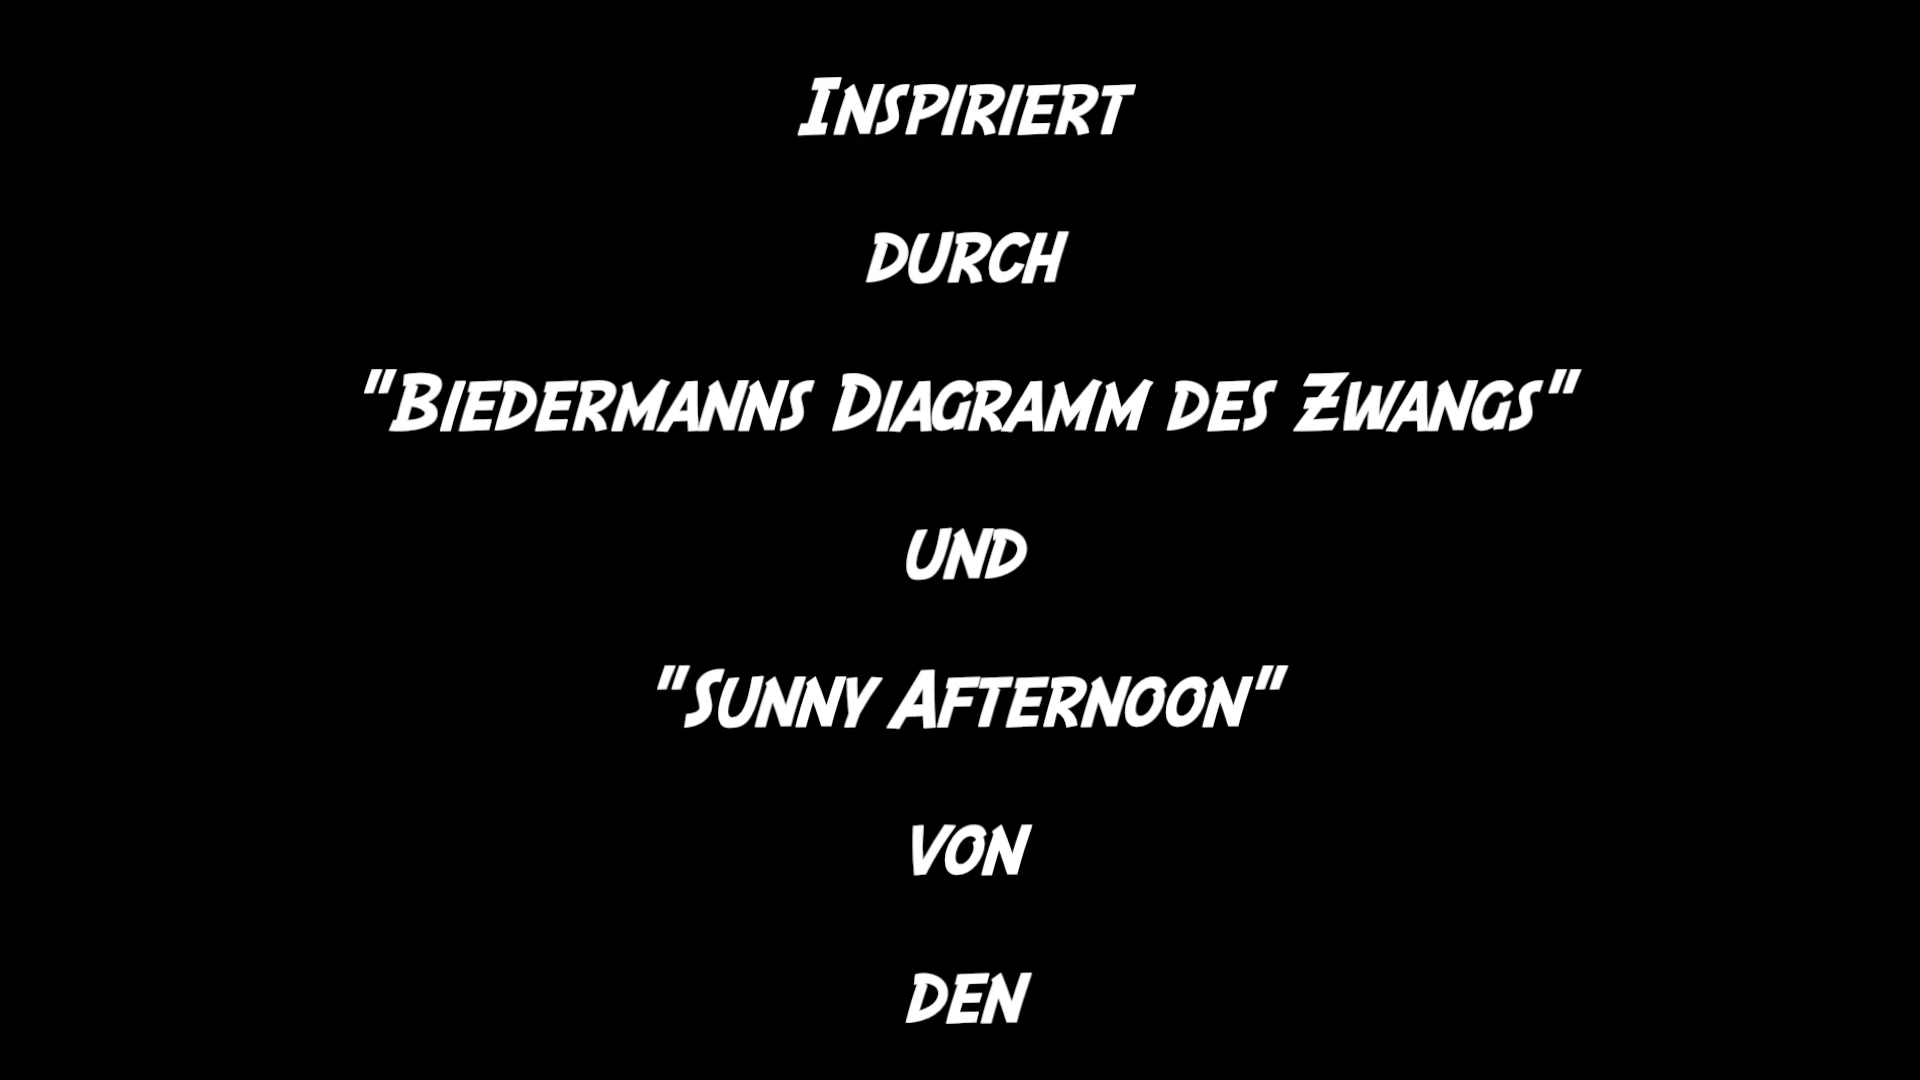 Inspiriert
durch
"Biedermanns Diagramm des Zwangs"
und
"Sunny Afternoon"
von
den